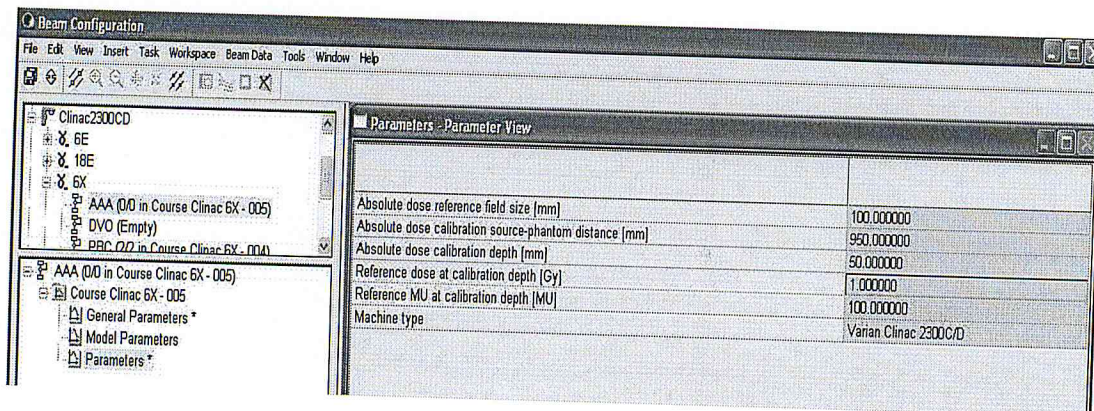 Beam Configuration
File Edit View Insert Task Workspace Beam Data Tools Window Help
Clinac2300CD
6E
18E
6X
AAA (0/0 in Course Clinac 6X - 005)
DVO (Empty)
PBC (2/2 in Course Clinac 6X - 004)
AAA (0/0 in Course Clinac 6X - 005)
Course Clinac 6X - 005
General Parameters *
Model Parameters
Parameters *
Parameters - Parameter View
Absolute dose reference field size [mm] 100.000000
Absolute dose calibration source-phantom distance [mm] 950.000000
Absolute dose calibration depth [mm] 50.000000
Reference dose at calibration depth [Gy] 1.000000
Reference MU at calibration depth [MU] 100.000000
Machine type Varian Clinac 2300C/D